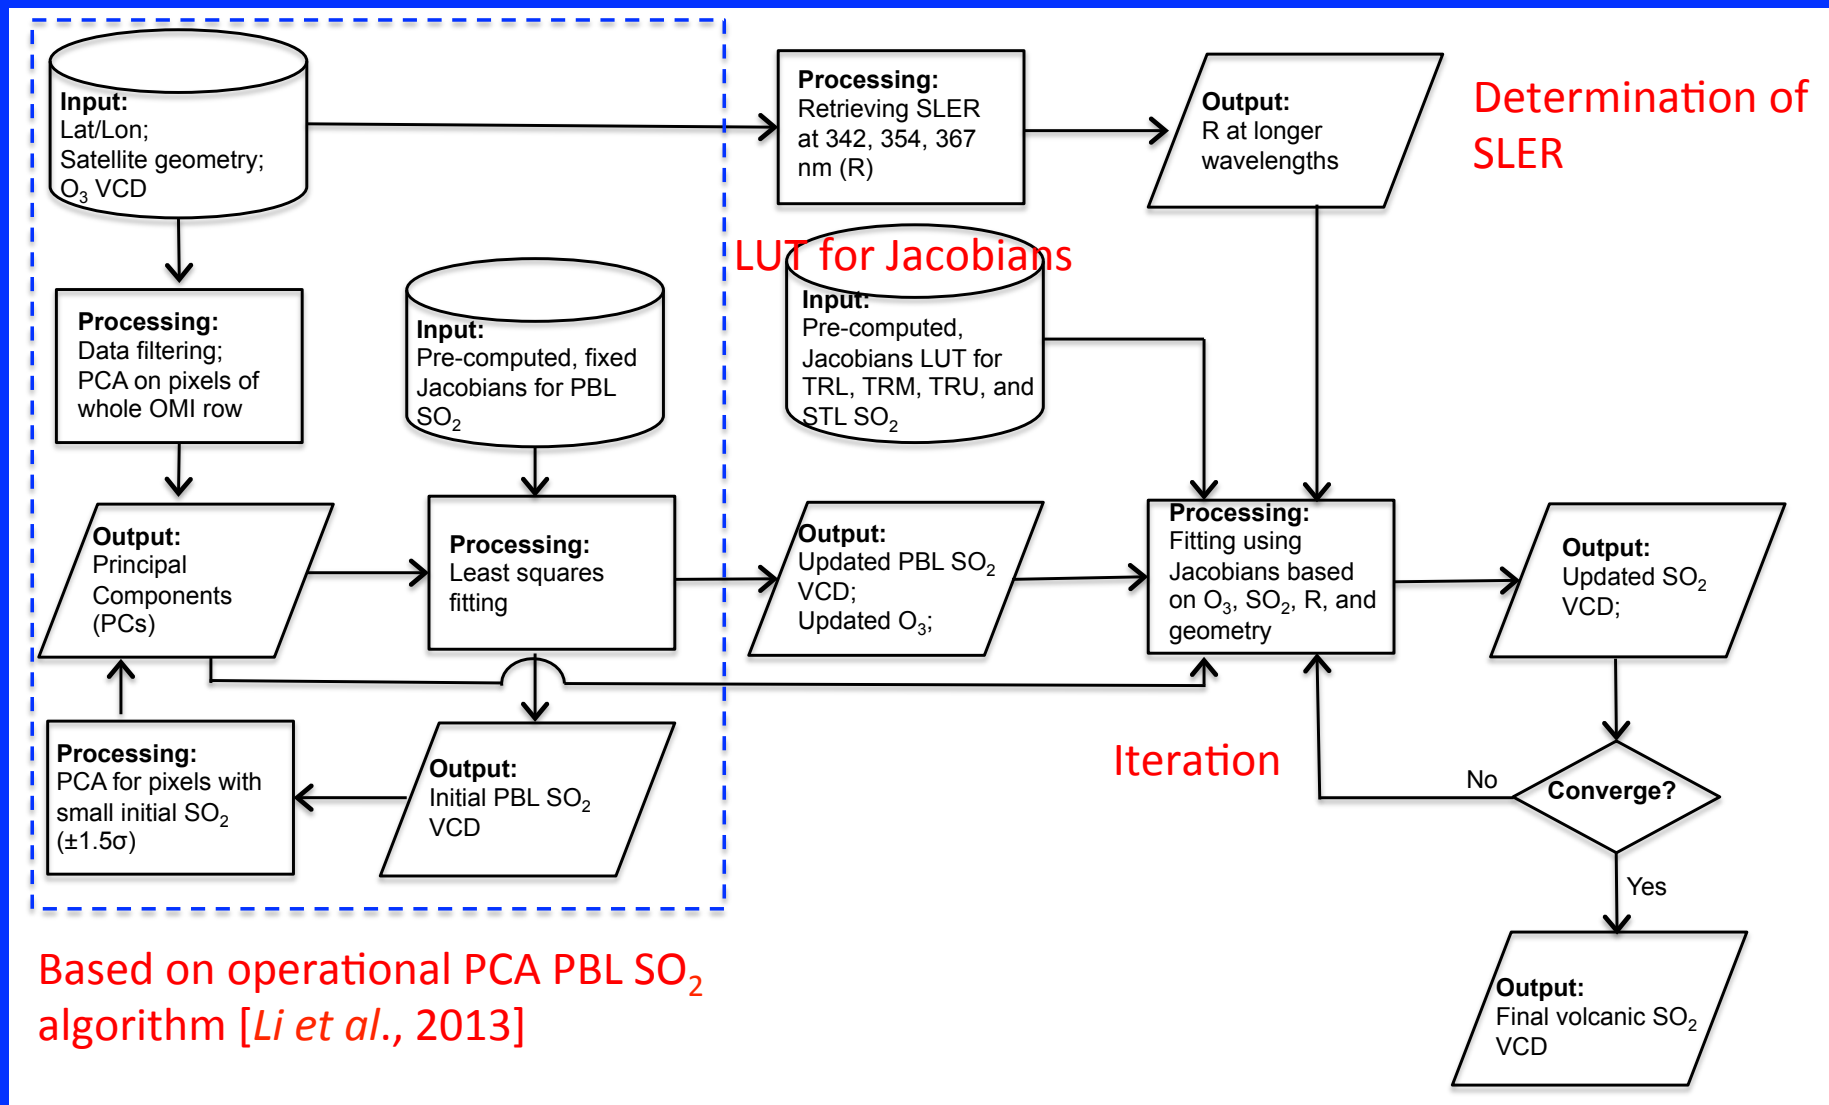 Input:
Lat/Lon;
Satellite geometry;
O₃ VCD
Processing:
Retrieving SLER
at 342, 354, 367
nm (R)
Output:
R at longer
wavelengths
Determination of
SLER
LUT for Jacobians
Processing:
Data filtering;
PCA on pixels of
whole OMI row
Input:
Pre-computed, fixed
Jacobians for PBL
SO₂
Input:
Pre-computed,
Jacobians LUT for
TRL, TRM, TRU, and
STL SO₂
Output:
Principal
Components
(PCs)
Processing:
Least squares
fitting
Output:
Updated PBL SO₂
VCD;
Updated O₃;
Processing:
Fitting using
Jacobians based
on O₃, SO₂, R, and
geometry
Output:
Updated SO₂
VCD;
Processing:
PCA for pixels with
small initial SO₂
(±1.5σ)
Output:
Initial PBL SO₂
VCD
Iteration
No
Converge?
Yes
Based on operational PCA PBL SO₂
algorithm [Li et al., 2013]
Output:
Final volcanic SO₂
VCD